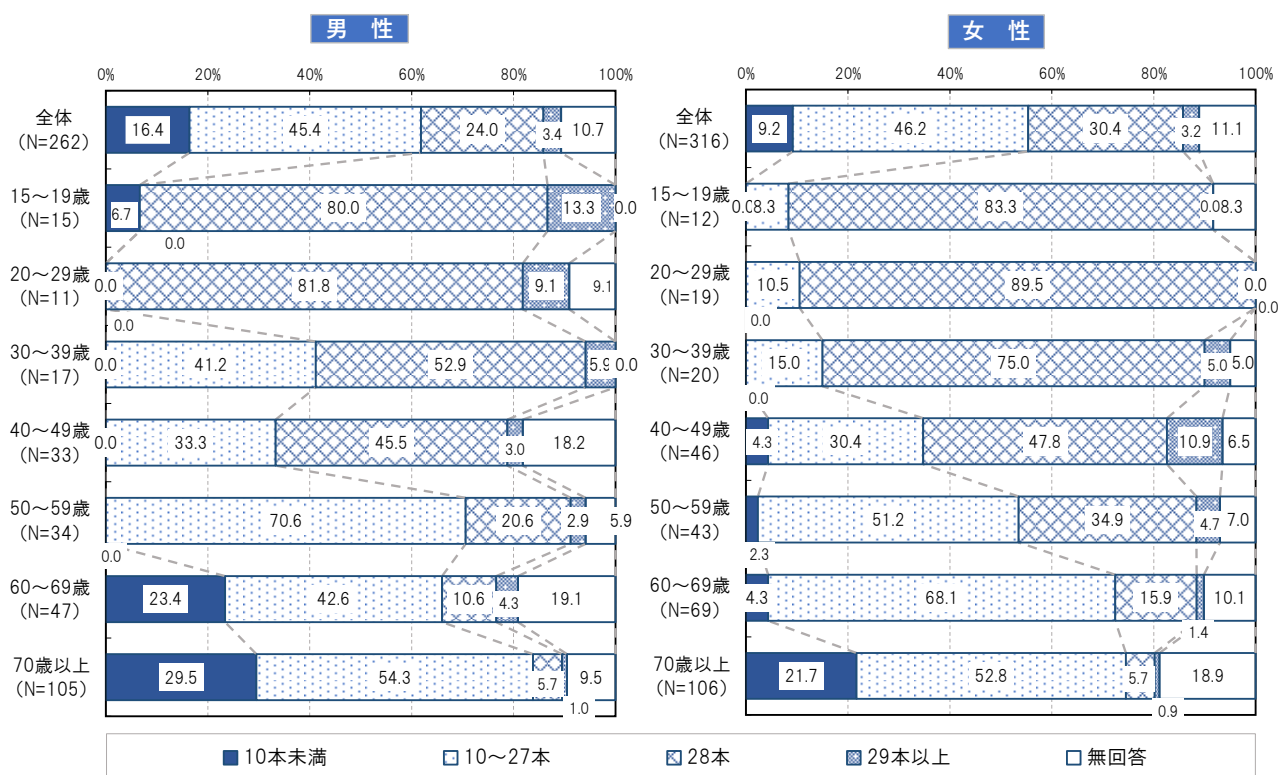 男 性
女 性
0% 20% 40% 60% 80% 100%
0% 20% 40% 60% 80% 100%
全体
(N=262)
16.4 45.4 24.0 3.4 10.7
15～19歳
(N=15)
6.7 80.0 13.3 0.0
0.0
20～29歳
(N=11)
0.0 81.8 9.1 9.1
0.0
30～39歳
(N=17)
0.0 41.2 52.9 5.9 0.0
40～49歳
(N=33)
0.0 33.3 45.5 3.0 18.2
50～59歳
(N=34)
70.6 20.6 2.9 5.9
0.0
60～69歳
(N=47)
23.4 42.6 10.6 4.3 19.1
70歳以上
(N=105)
29.5 54.3 5.7 9.5
1.0
全体
(N=316)
9.2 46.2 30.4 3.2 11.1
15～19歳
(N=12)
0.0 8.3 83.3 0.0 8.3
20～29歳
(N=19)
10.5 89.5 0.0
0.0 0.0
30～39歳
(N=20)
15.0 75.0 5.0 5.0
0.0
40～49歳
(N=46)
4.3 30.4 47.8 10.9 6.5
50～59歳
(N=43)
51.2 34.9 4.7 7.0
2.3
60～69歳
(N=69)
4.3 68.1 15.9 10.1
1.4
70歳以上
(N=106)
21.7 52.8 5.7 18.9
0.9
10本未満 10～27本 28本 29本以上 無回答